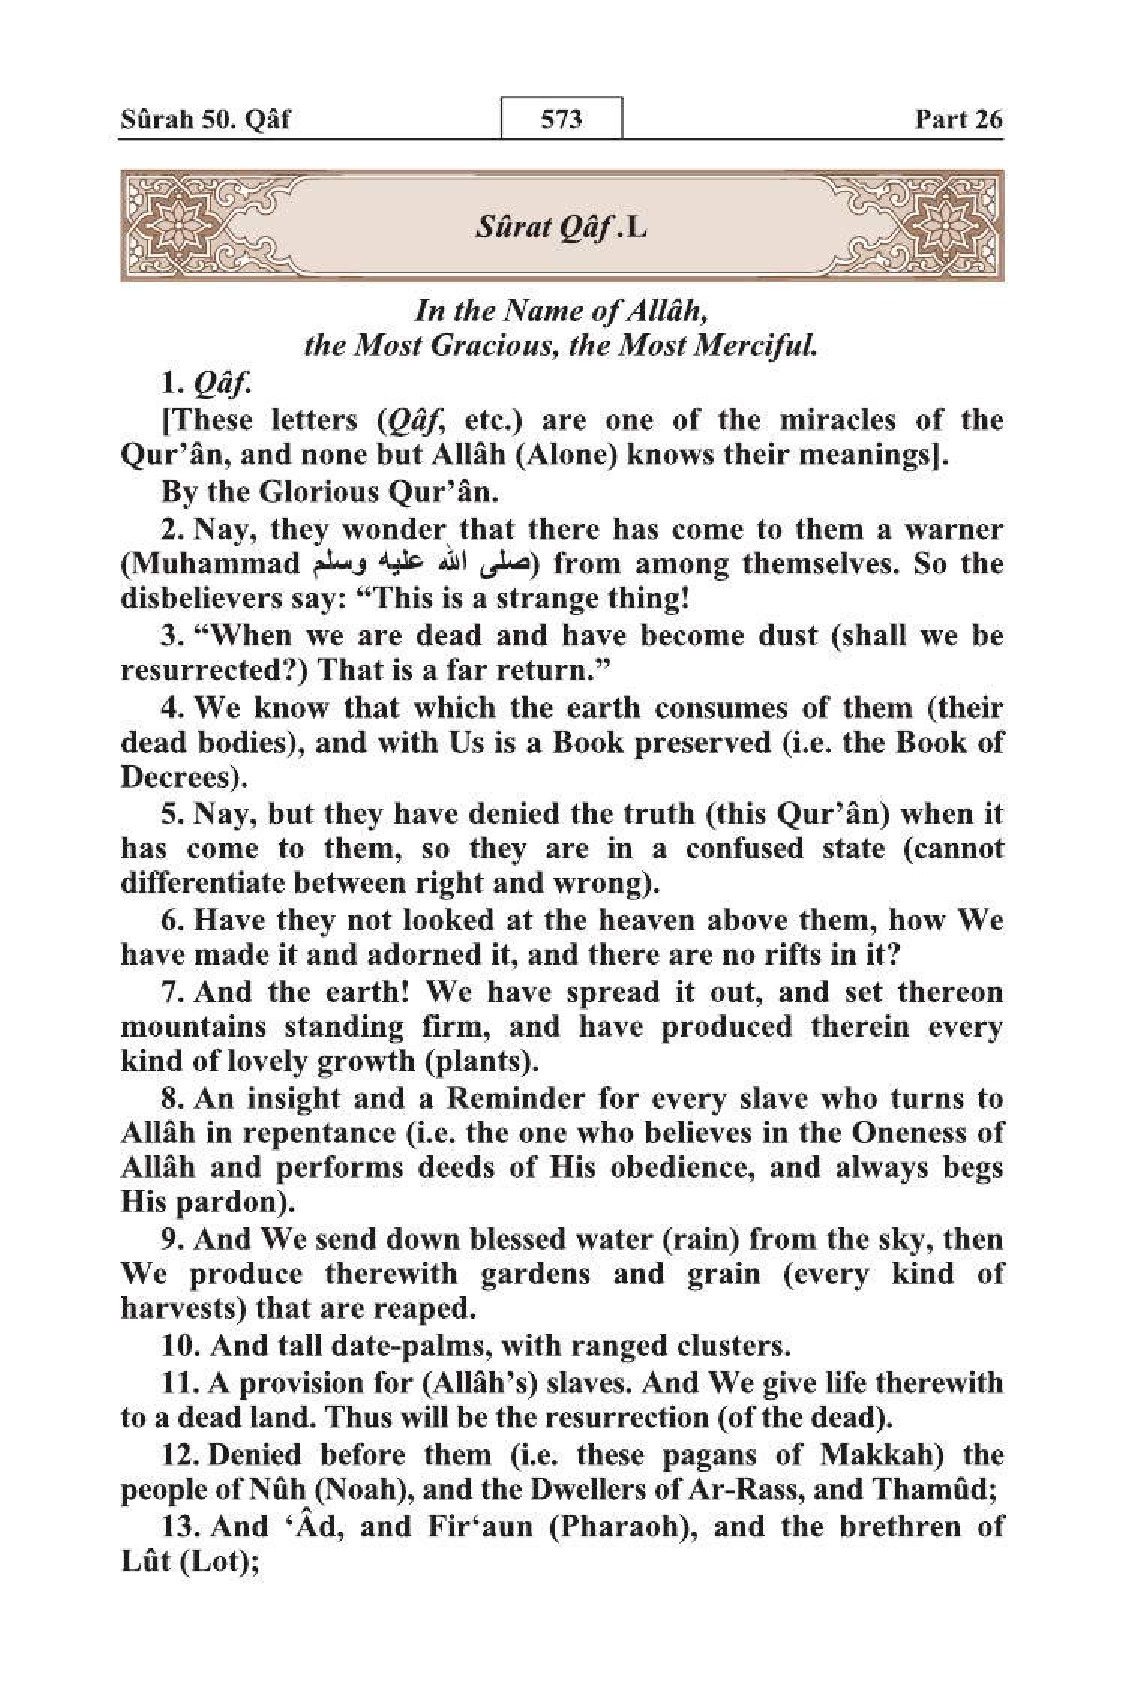 Sûrah 50. Qâf 573 Part 26
Sûrat Qâf .L
In the Name of Allâh,
the Most Gracious, the Most Merciful.
1. Qâf.
[These letters (Qâf, etc.) are one of the miracles of the
Qur’ân, and none but Allâh (Alone) knows their meanings].
By the Glorious Qur’ân.
2. Nay, they wonder that there has come to them a warner
(Muhammad صلى الله عليه وسلم) from among themselves. So the
disbelievers say: “This is a strange thing!
3. “When we are dead and have become dust (shall we be
resurrected?) That is a far return.”
4. We know that which the earth consumes of them (their
dead bodies), and with Us is a Book preserved (i.e. the Book of
Decrees).
5. Nay, but they have denied the truth (this Qur’ân) when it
has come to them, so they are in a confused state (cannot
differentiate between right and wrong).
6. Have they not looked at the heaven above them, how We
have made it and adorned it, and there are no rifts in it?
7. And the earth! We have spread it out, and set thereon
mountains standing firm, and have produced therein every
kind of lovely growth (plants).
8. An insight and a Reminder for every slave who turns to
Allâh in repentance (i.e. the one who believes in the Oneness of
Allâh and performs deeds of His obedience, and always begs
His pardon).
9. And We send down blessed water (rain) from the sky, then
We produce therewith gardens and grain (every kind of
harvests) that are reaped.
10. And tall date-palms, with ranged clusters.
11. A provision for (Allâh’s) slaves. And We give life therewith
to a dead land. Thus will be the resurrection (of the dead).
12. Denied before them (i.e. these pagans of Makkah) the
people of Nûh (Noah), and the Dwellers of Ar-Rass, and Thamûd;
13. And ‘Âd, and Fir‘aun (Pharaoh), and the brethren of
Lût (Lot);